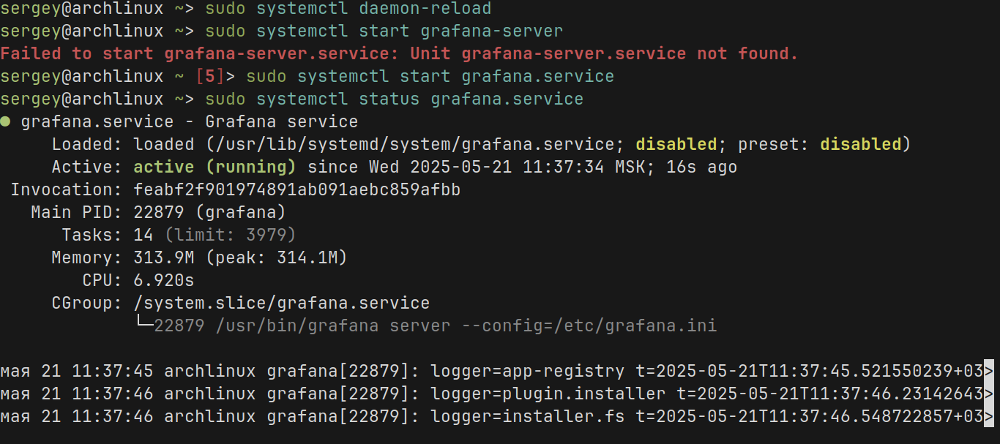 sergey@archlinux ~> sudo systemctl daemon-reload
sergey@archlinux ~> sudo systemctl start grafana-server
Failed to start grafana-server.service: Unit grafana-server.service not found.
sergey@archlinux ~ [5]> sudo systemctl start grafana.service
sergey@archlinux ~> sudo systemctl status grafana.service
● grafana.service - Grafana service
Loaded: loaded (/usr/lib/systemd/system/grafana.service; disabled; preset: disabled)
Active: active (running) since Wed 2025-05-21 11:37:34 MSK; 16s ago
Invocation: feabf2f901974891ab091aebc859afbb
Main PID: 22879 (grafana)
Tasks: 14 (limit: 3979)
Memory: 313.9M (peak: 314.1M)
CPU: 6.920s
CGroup: /system.slice/grafana.service
└─22879 /usr/bin/grafana server --config=/etc/grafana.ini
мая 21 11:37:45 archlinux grafana[22879]: logger=app-registry t=2025-05-21T11:37:45.521550239+03>
мая 21 11:37:46 archlinux grafana[22879]: logger=plugin.installer t=2025-05-21T11:37:46.23142643>
мая 21 11:37:46 archlinux grafana[22879]: logger=installer.fs t=2025-05-21T11:37:46.548722857+03>